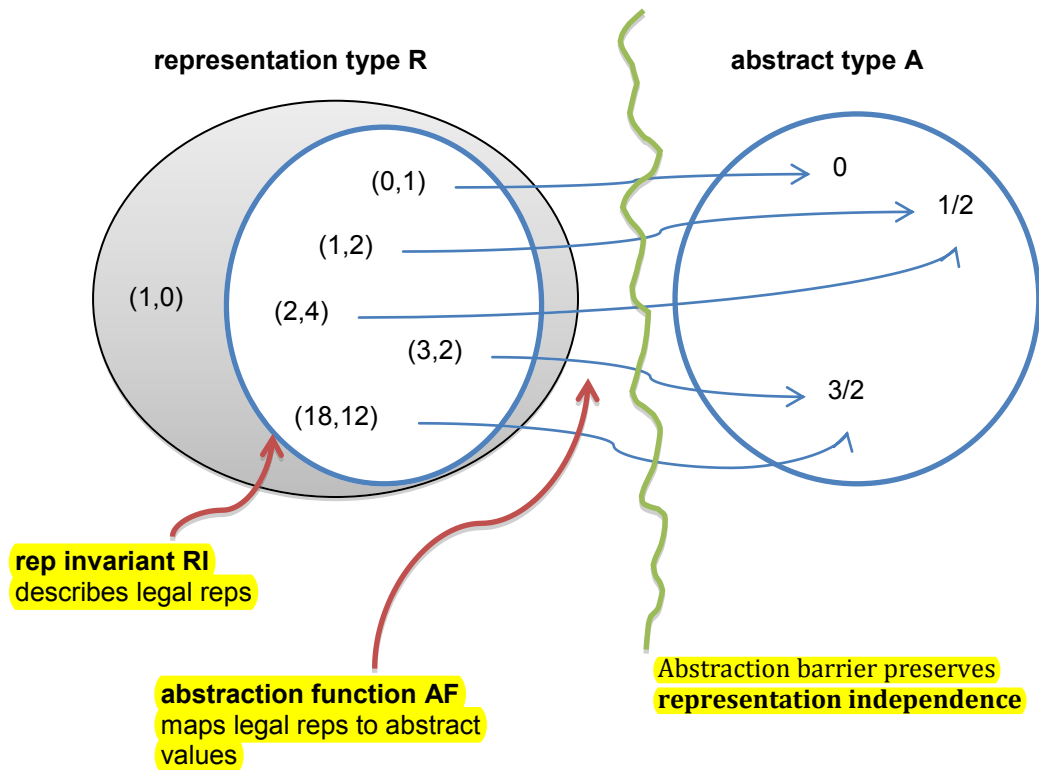 representation type R
abstract type A
(0,1)
0
1/2
(1,2)
(1,0)
(2,4)
(3,2)
3/2
(18,12)
rep invariant RI
describes legal reps
abstraction function AF
maps legal reps to abstract
values
Abstraction barrier preserves
representation independence